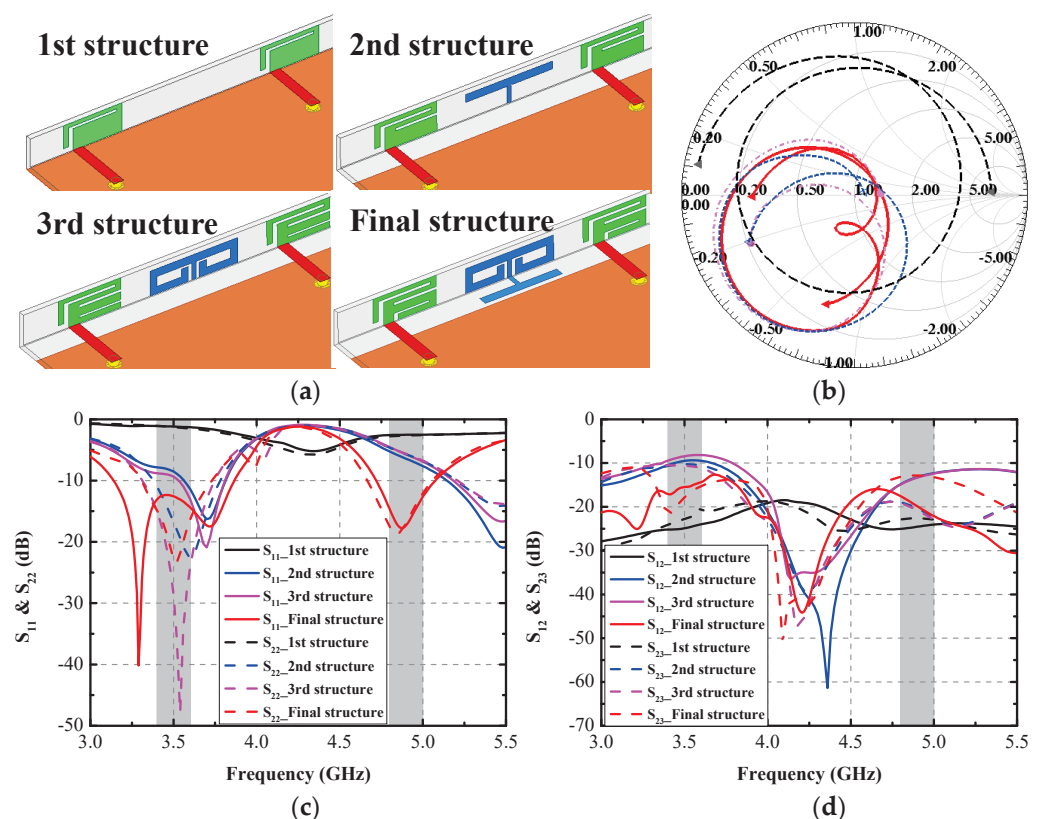 1st structure
2nd structure
3rd structure
Final structure
(a)
1.00
0.50
2.00
0.20
5.00
0.00
0.00
0.20
0.50
1.00
2.00
5.00
-0.20
-5.00
-0.50
-2.00
-1.00
(b)
0
-10
-20
-30
-40
-50
S11 & S22 (dB)
S11_1st structure
S11_2nd structure
S11_3rd structure
S11_Final structure
S22_1st structure
S22_2nd structure
S22_3rd structure
S22_Final structure
3.0
3.5
4.0
4.5
5.0
5.5
Frequency (GHz)
(c)
0
-10
-20
-30
-40
-50
-60
-70
S12 & S23 (dB)
S12_1st structure
S12_2nd structure
S12_3rd structure
S12_Final structure
S23_1st structure
S23_2nd structure
S23_3rd structure
S23_Final structure
3.0
3.5
4.0
4.5
5.0
5.5
Frequency (GHz)
(d)